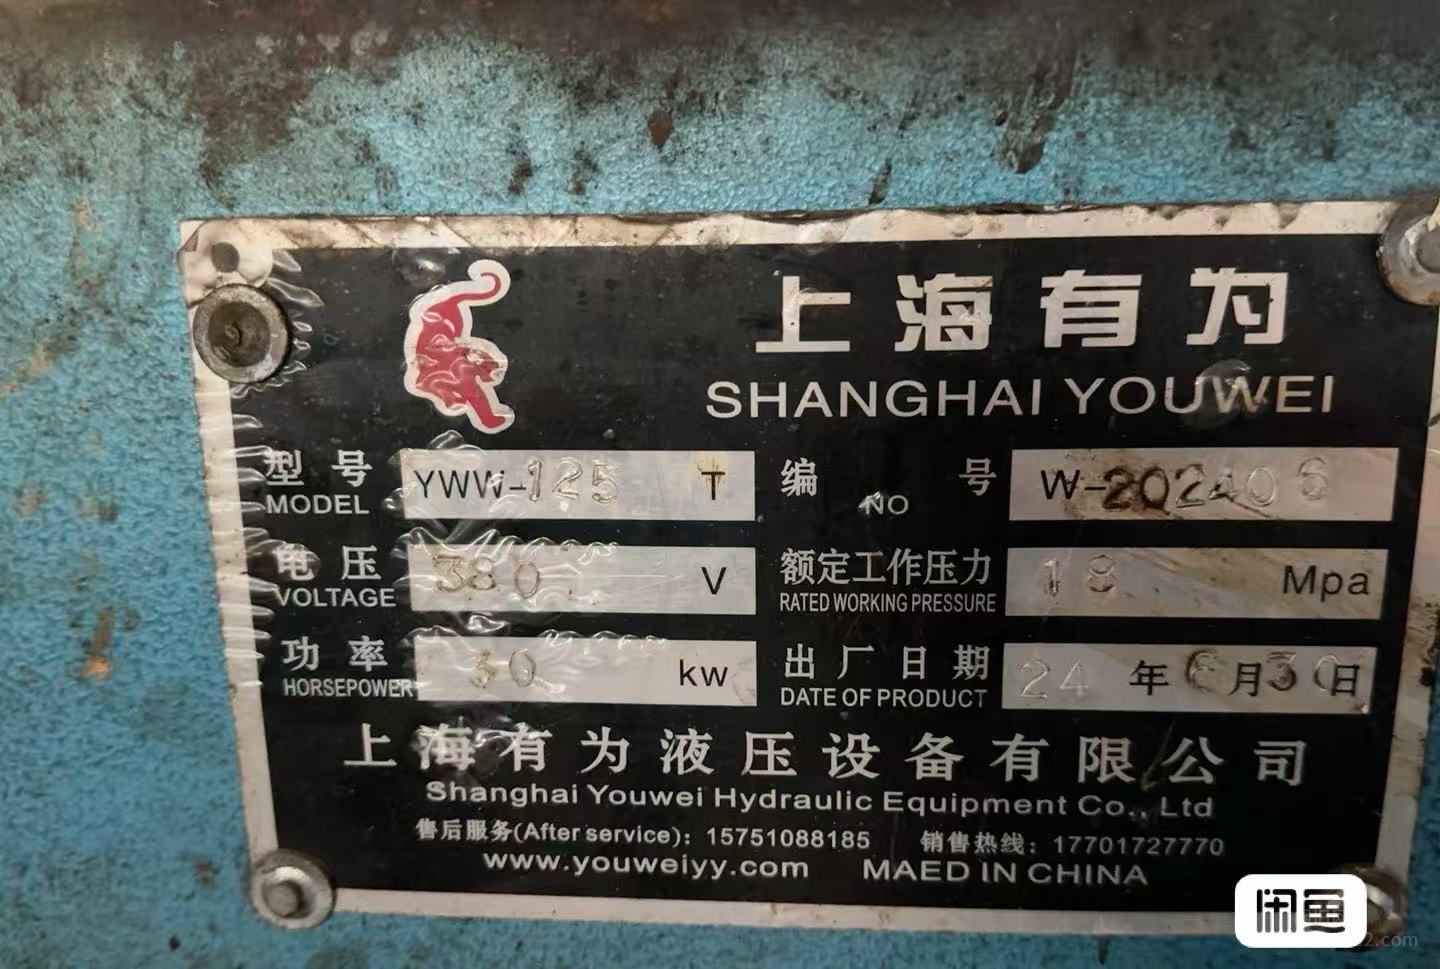 上海有为
SHANGHAI YOUWEI
型号 YWW-125 T 编号 W-202406
MODEL NO
电压 380 V 额定工作压力 18 Mpa
VOLTAGE RATED WORKING PRESSURE
功率 30 kw 出厂日期 24年6月30日
HORSEPOWER DATE OF PRODUCT
上海有为液压设备有限公司
Shanghai Youwei Hydraulic Equipment Co., Ltd
售后服务(After service): 15751088185 销售热线: 17701727770
www.youweiyy.com MAED IN CHINA
闲鱼